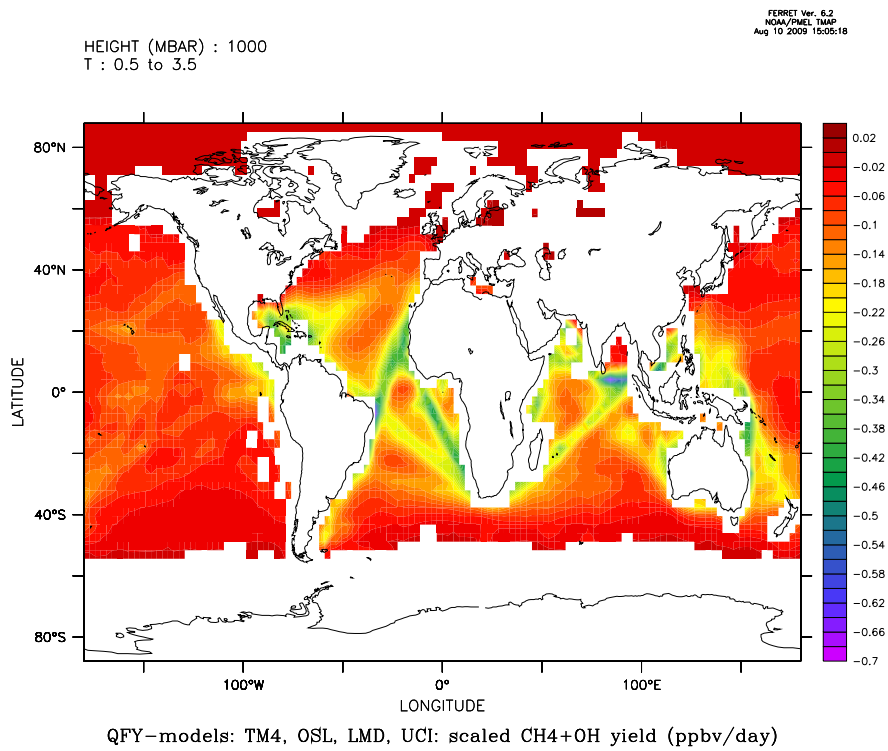 FERRET Ver. 6.2
NOAA/PMEL TMAP
Aug 10 2009 15:05:18
HEIGHT (MBAR) : 1000
T : 0.5 to 3.5
80°N
40°N
0°
40°S
80°S
LATITUDE
100°W 0° 100°E
LONGITUDE
0.02
-0.02
-0.06
-0.1
-0.14
-0.18
-0.22
-0.26
-0.3
-0.34
-0.38
-0.42
-0.46
-0.5
-0.54
-0.58
-0.62
-0.66
-0.7
QFY-models: TM4, OSL, LMD, UCI: scaled CH4+OH yield (ppbv/day)